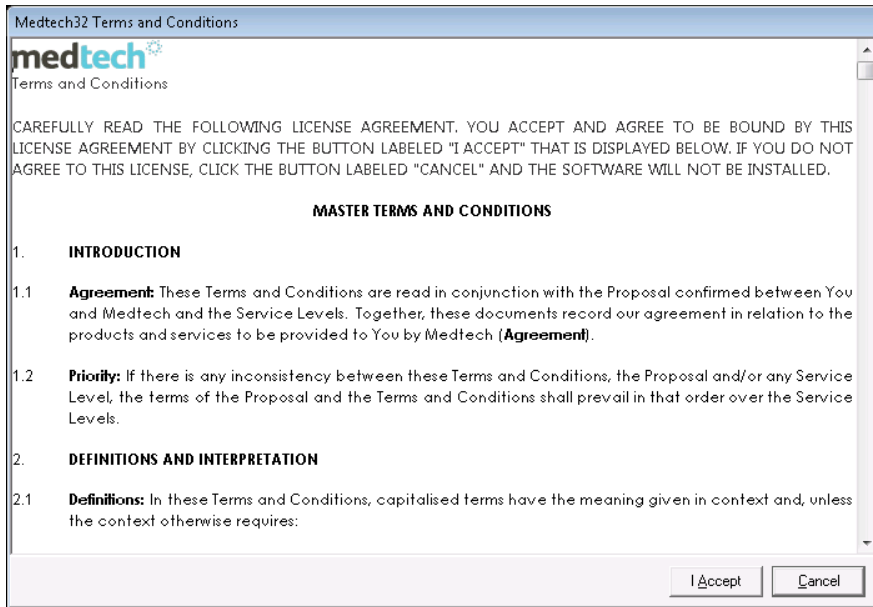 Medtech32 Terms and Conditions
medtech
Terms and Conditions
CAREFULLY READ THE FOLLOWING LICENSE AGREEMENT. YOU ACCEPT AND AGREE TO BE BOUND BY THIS
LICENSE AGREEMENT BY CLICKING THE BUTTON LABELED "I ACCEPT" THAT IS DISPLAYED BELOW. IF YOU DO NOT
AGREE TO THIS LICENSE, CLICK THE BUTTON LABELED "CANCEL" AND THE SOFTWARE WILL NOT BE INSTALLED.
MASTER TERMS AND CONDITIONS
1. INTRODUCTION
1.1 Agreement: These Terms and Conditions are read in conjunction with the Proposal confirmed between You
and Medtech and the Service Levels. Together, these documents record our agreement in relation to the
products and services to be provided to You by Medtech (Agreement).
1.2 Priority: If there is any inconsistency between these Terms and Conditions, the Proposal and/or any Service
Level, the terms of the Proposal and the Terms and Conditions shall prevail in that order over the Service
Levels.
2. DEFINITIONS AND INTERPRETATION
2.1 Definitions: In these Terms and Conditions, capitalised terms have the meaning given in context and, unless
the context otherwise requires:
I Accept Cancel